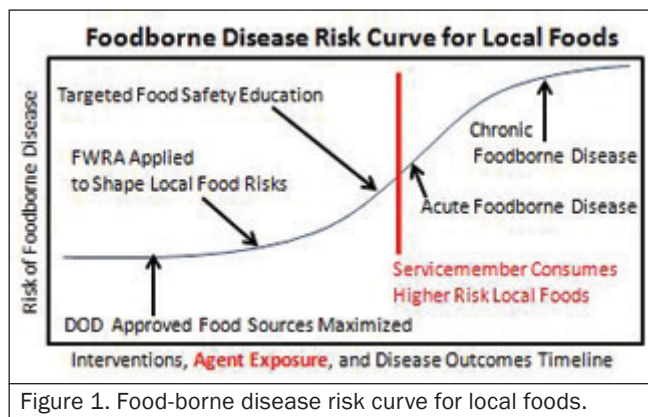 Foodborne Disease Risk Curve for Local Foods
Risk of Foodborne Disease
Targeted Food Safety Education
FWRA Applied
to Shape Local Food Risks
Chronic
Foodborne Disease
Acute Foodborne Disease
Servicemember Consumes
Higher Risk Local Foods
DOD Approved Food Sources Maximized
Interventions, Agent Exposure, and Disease Outcomes Timeline
Figure 1. Food-borne disease risk curve for local foods.